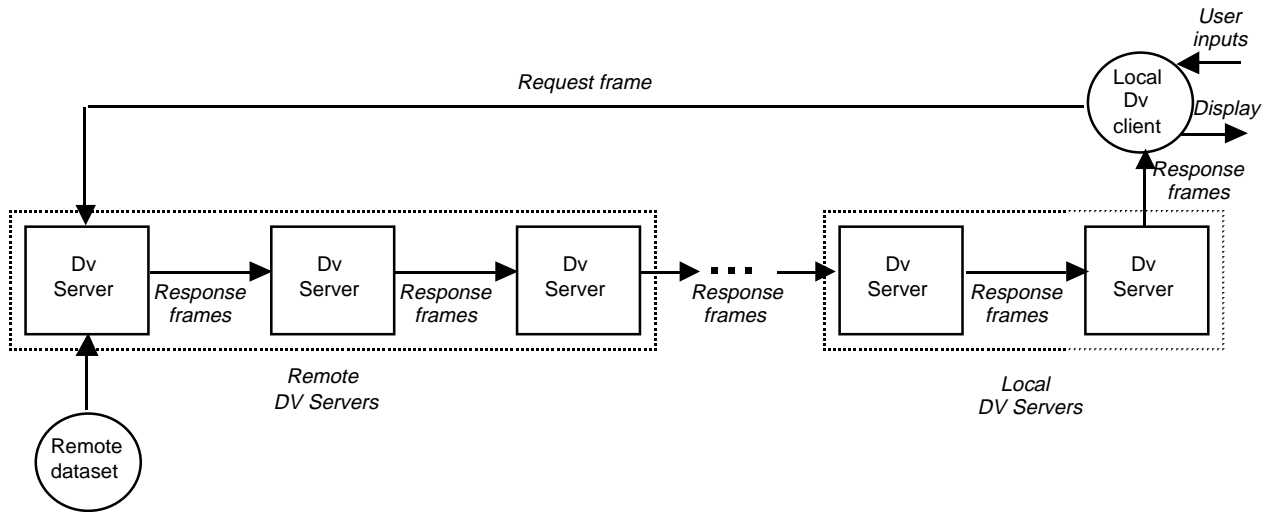 User
inputs
Request frame
Local
Dv
client
Display
Response
frames
Dv
Server
Response
frames
Dv
Server
Response
frames
Dv
Server
Response
frames
Dv
Server
Response
frames
Dv
Server
Remote
DV Servers
Local
DV Servers
Remote
dataset